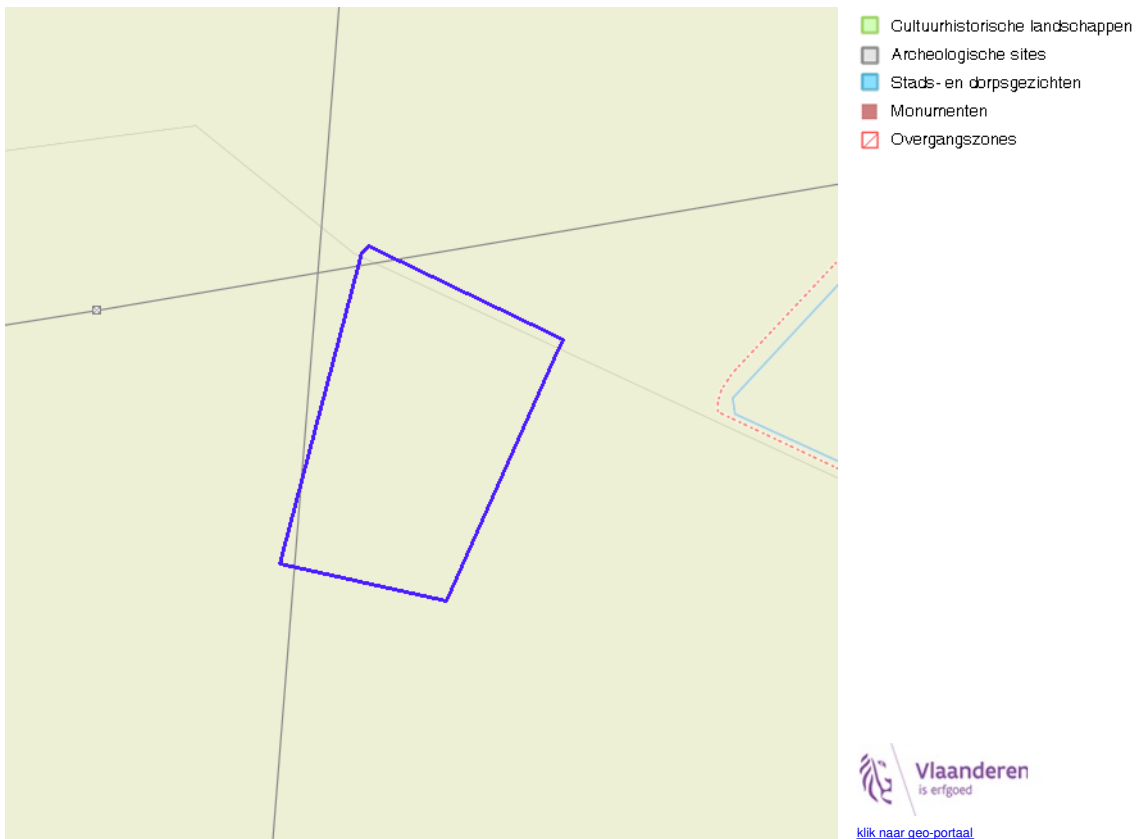 Cultuurhistorische landschappen
Archeologische sites
Stads- en dorpsgezichten
Monumenten
Overgangszones
Vlaanderen
is erfgoed
klik naar geo-portaal